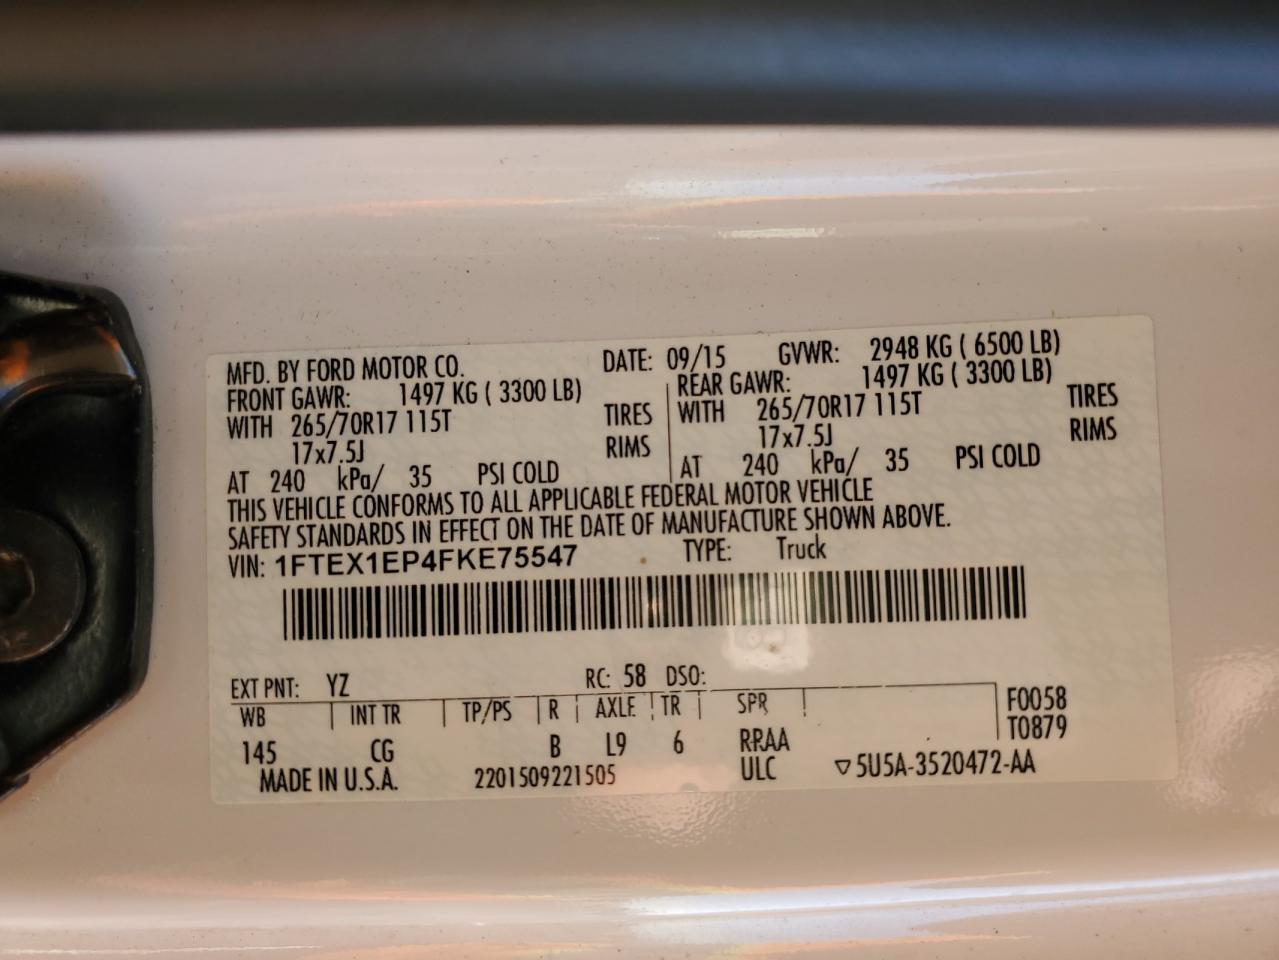 MFD. BY FORD MOTOR CO. DATE: 09/15 GVWR: 2948 KG ( 6500 LB)
FRONT GAWR: 1497 KG ( 3300 LB) REAR GAWR: 1497 KG ( 3300 LB)
WITH 265/70R17 115T TIRES WITH 265/70R17 115T TIRES
17x7.5J RIMS 17x7.5J RIMS
AT 240 kPa/ 35 PSI COLD AT 240 kPa/ 35 PSI COLD
THIS VEHICLE CONFORMS TO ALL APPLICABLE FEDERAL MOTOR VEHICLE
SAFETY STANDARDS IN EFFECT ON THE DATE OF MANUFACTURE SHOWN ABOVE.
VIN: 1FTEX1EP4FKE75547 TYPE: Truck
EXT PNT: YZ RC: 58 DSO:
WB INT TR TP/PS R AXLE TR SPR F0058
T0879
145 CG B L9 6 RRAA
MADE IN U.S.A. 2201509221505 ULC ▽5U5A-3520472-AA